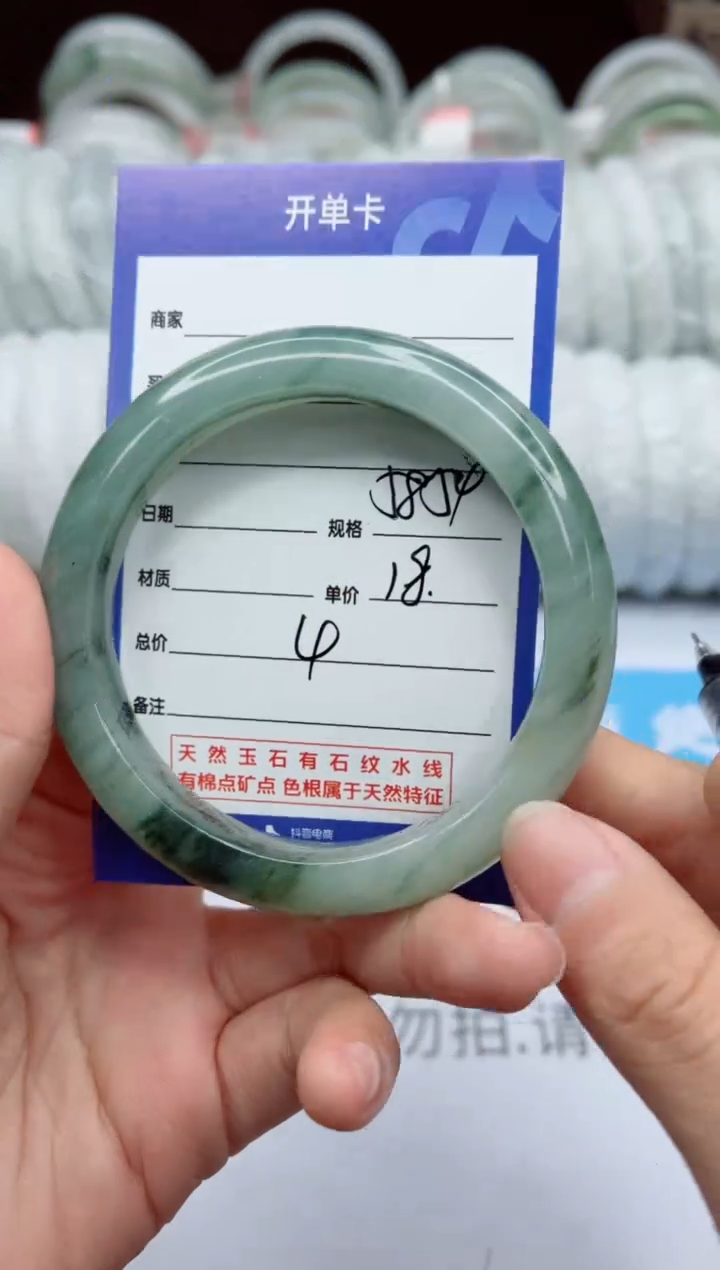 开单卡
商家
日期
规格 5854
材质
单价 18.
总价 4
备注
天然玉石有石纹水线
有棉点矿点 色根属于天然特征
抖音电商
勿拍.请